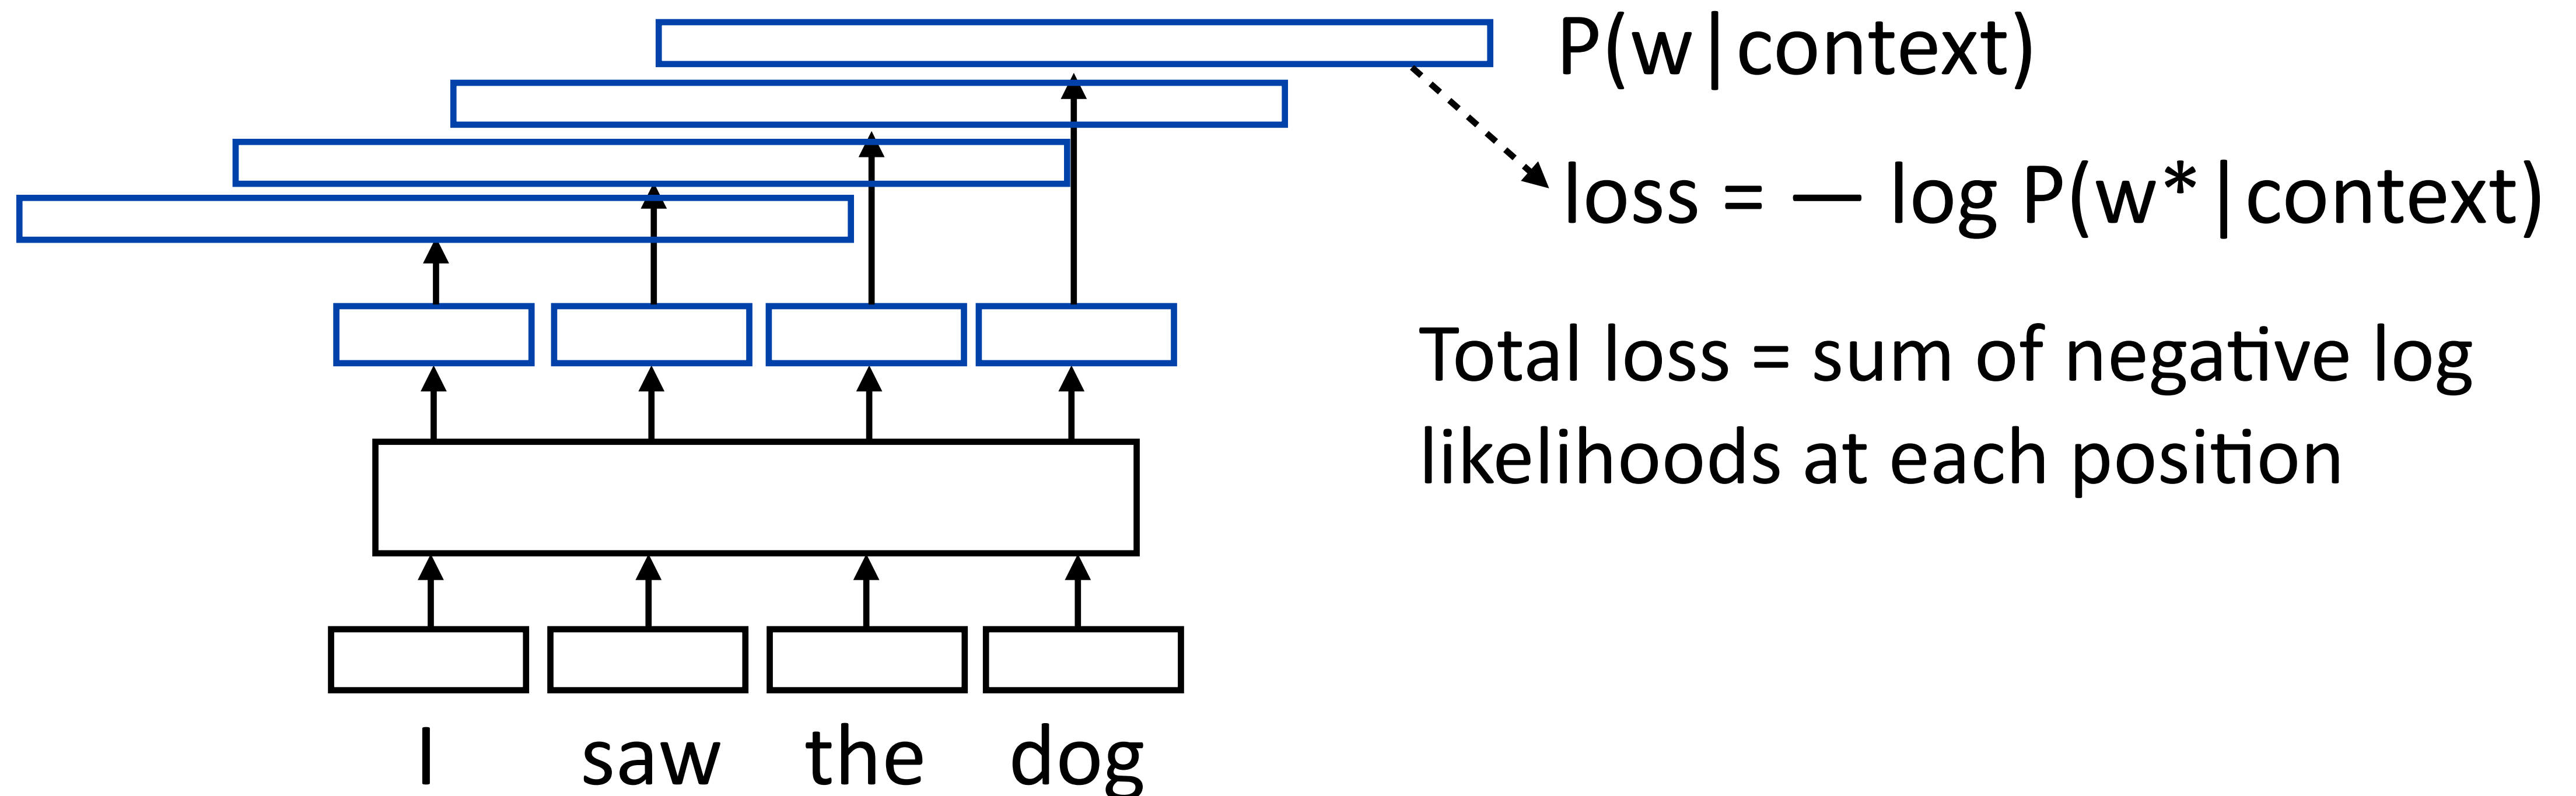 P(w|context)
loss = — log P(w*|context)
Total loss = sum of negative log
likelihoods at each position
I saw the dog